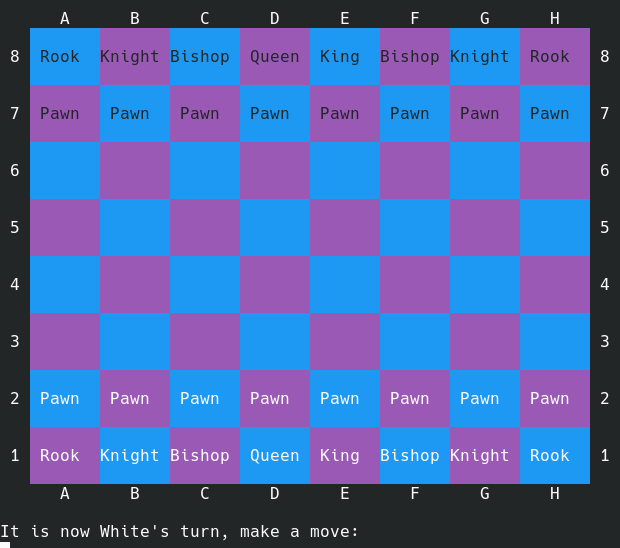 A B C D E F G H
8 Rook Knight Bishop Queen King Bishop Knight Rook 8
7 Pawn Pawn Pawn Pawn Pawn Pawn Pawn Pawn 7
6 6
5 5
4 4
3 3
2 Pawn Pawn Pawn Pawn Pawn Pawn Pawn Pawn 2
1 Rook Knight Bishop Queen King Bishop Knight Rook 1
A B C D E F G H
It is now White's turn, make a move: